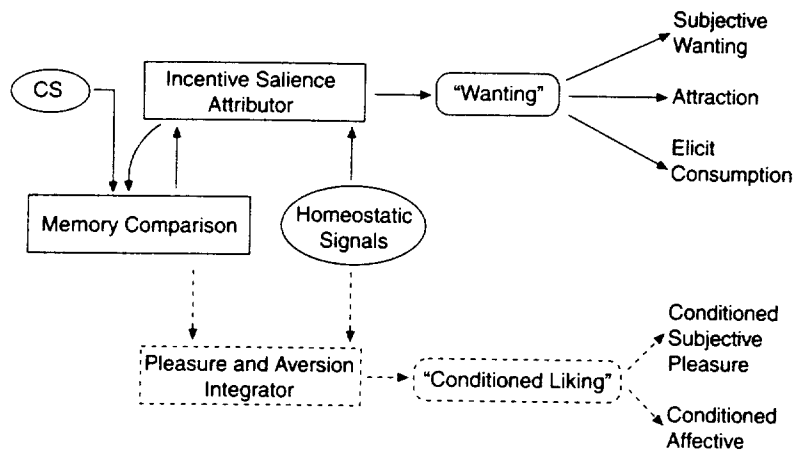 Subjective
Wanting
CS
Incentive Salience
Attributor
"Wanting"
Attraction
Elicit
Consumption
Memory Comparison
Homeostatic
Signals
Conditioned
Subjective
Pleasure
Pleasure and Aversion
Integrator
"Conditioned Liking"
Conditioned
Affective